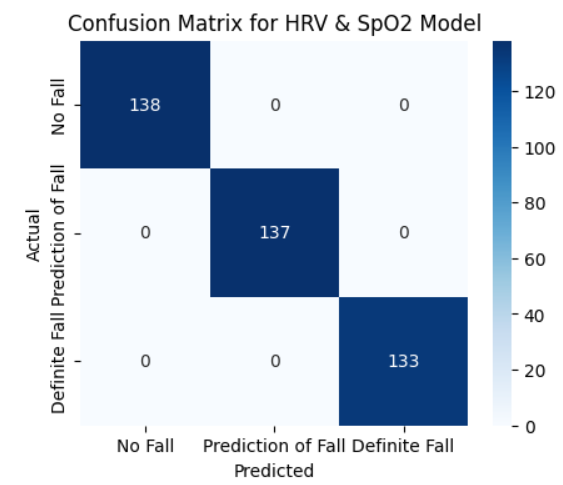 Confusion Matrix for HRV & SpO2 Model
Actual
No Fall
Prediction of Fall
Definite Fall
138 0 0
0 137 0
0 0 133
No Fall Prediction of Fall Definite Fall
Predicted
120
100
80
60
40
20
0